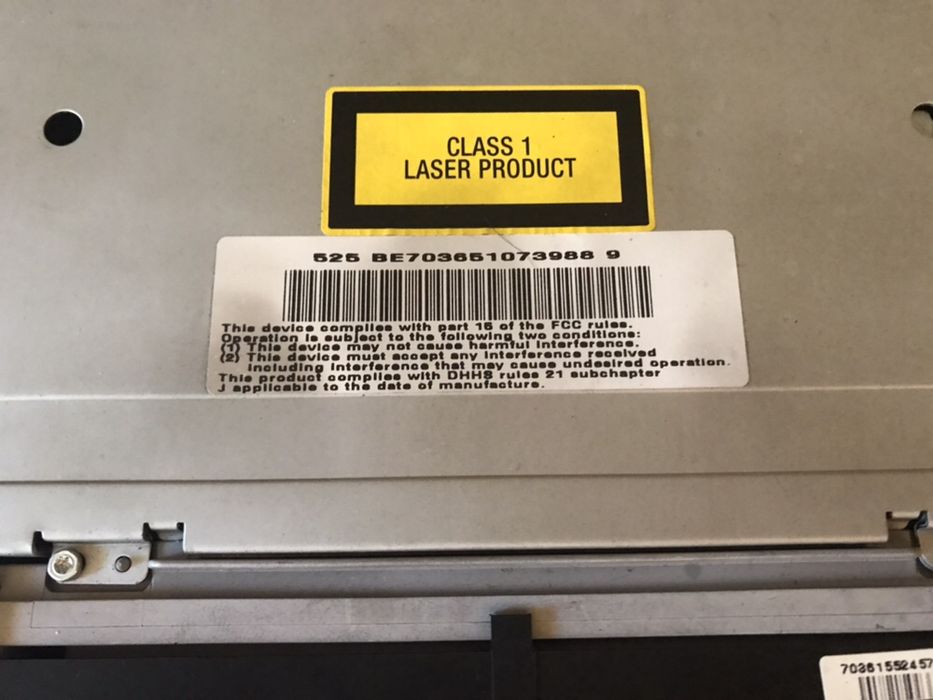 CLASS 1
LASER PRODUCT
525 BE703651073988 9
This device complies with part 15 of the FCC rules.
Operation is subject to the following two conditions:
(1) This device may not cause harmful interference.
(2) This device must accept any interference received
including interference that may cause undesired operation.
This product complies with DHHS rules 21 subchapter
J applicable to the date of manufacture.
70361552457